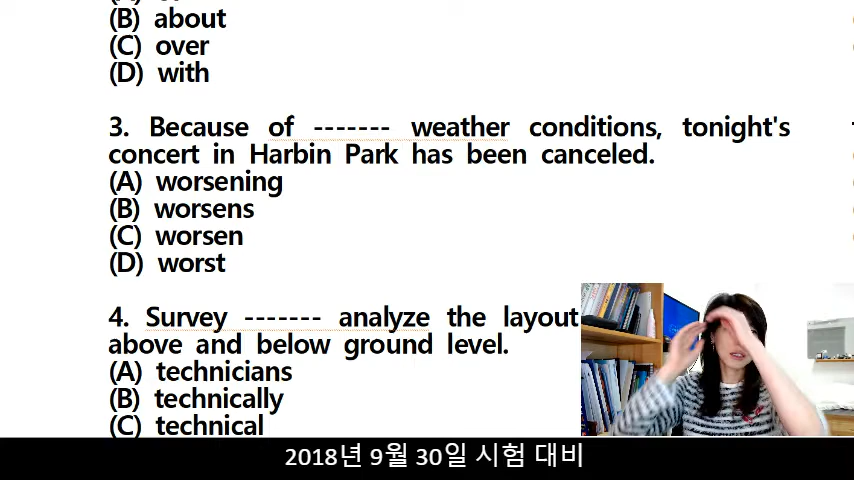 (B) about
(C) over
(D) with
3. Because of ------- weather conditions, tonight's
concert in Harbin Park has been canceled.
(A) worsening
(B) worsens
(C) worsen
(D) worst
4. Survey ------- analyze the layout
above and below ground level.
(A) technicians
(B) technically
(C) technical
2018년 9월 30일 시험 대비